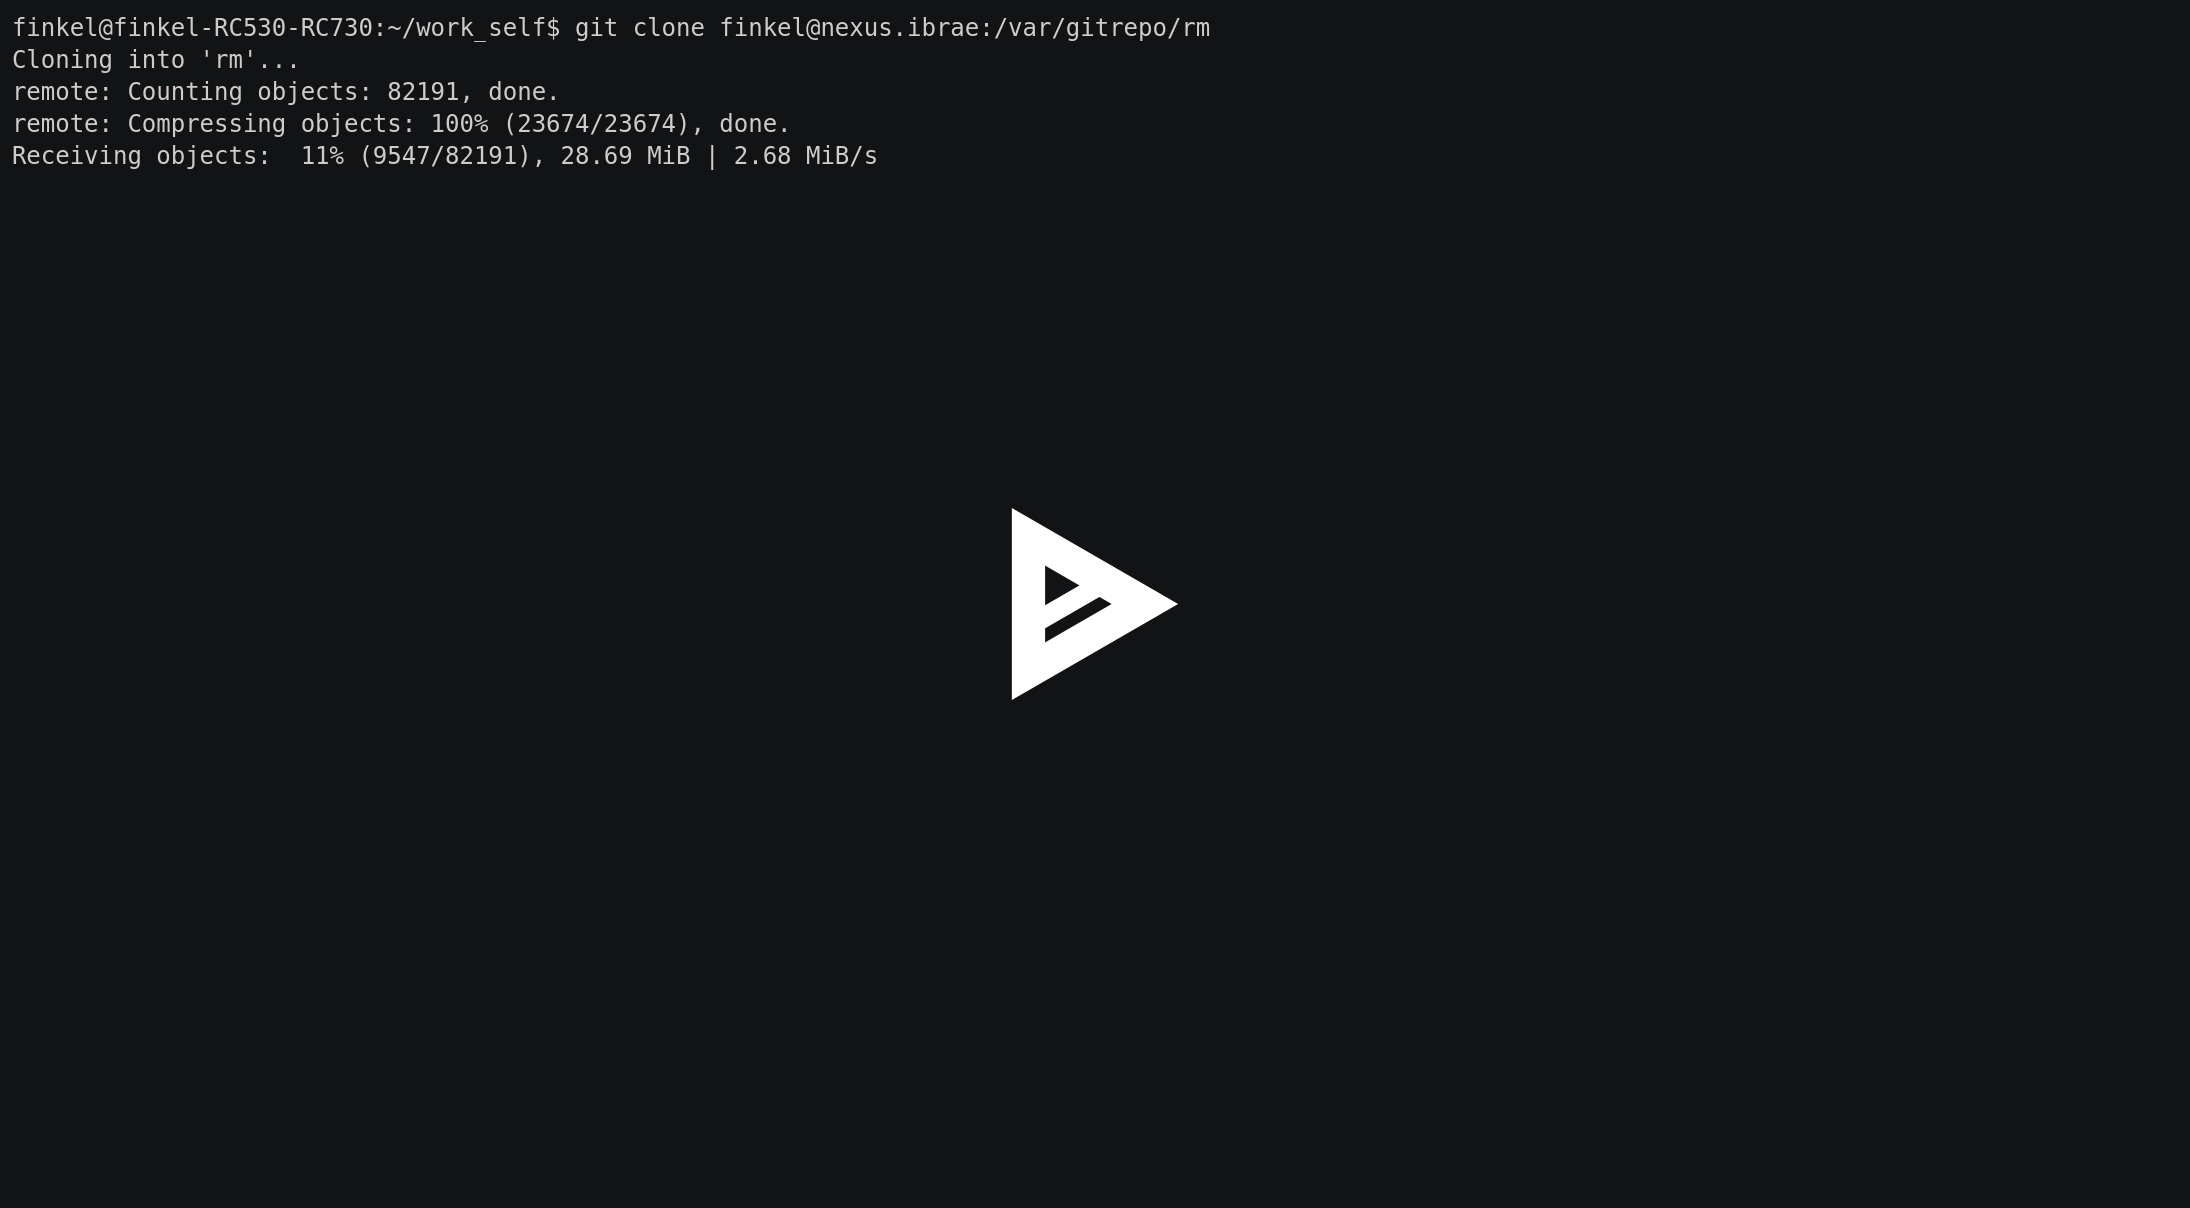 finkel@finkel-RC530-RC730:~/work_self$ git clone finkel@nexus.ibrae:/var/gitrepo/rm
Cloning into 'rm'...
remote: Counting objects: 82191, done.
remote: Compressing objects: 100% (23674/23674), done.
Receiving objects:  11% (9547/82191), 28.69 MiB | 2.68 MiB/s